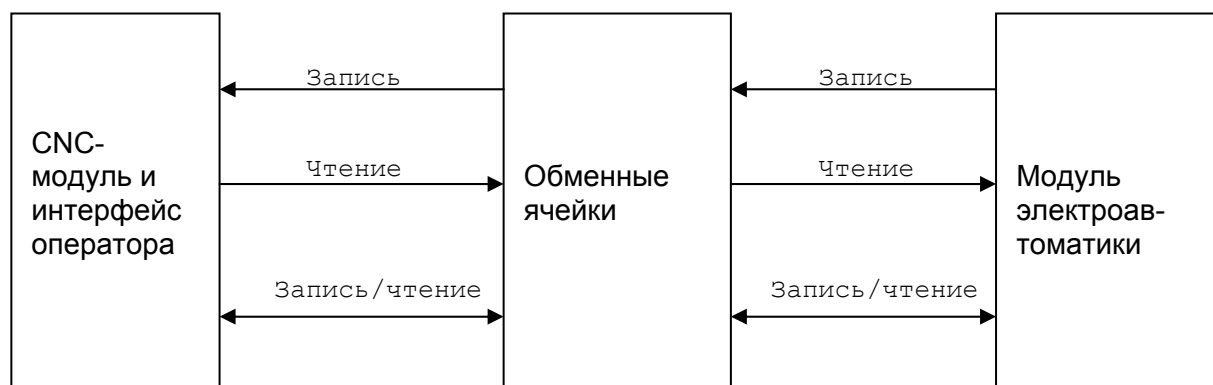 Запись
Запись
CNC-
модуль и
интерфейс
оператора
Чтение
Обменные
ячейки
Чтение
Модуль
электроав-
томатики
Запись/чтение
Запись/чтение